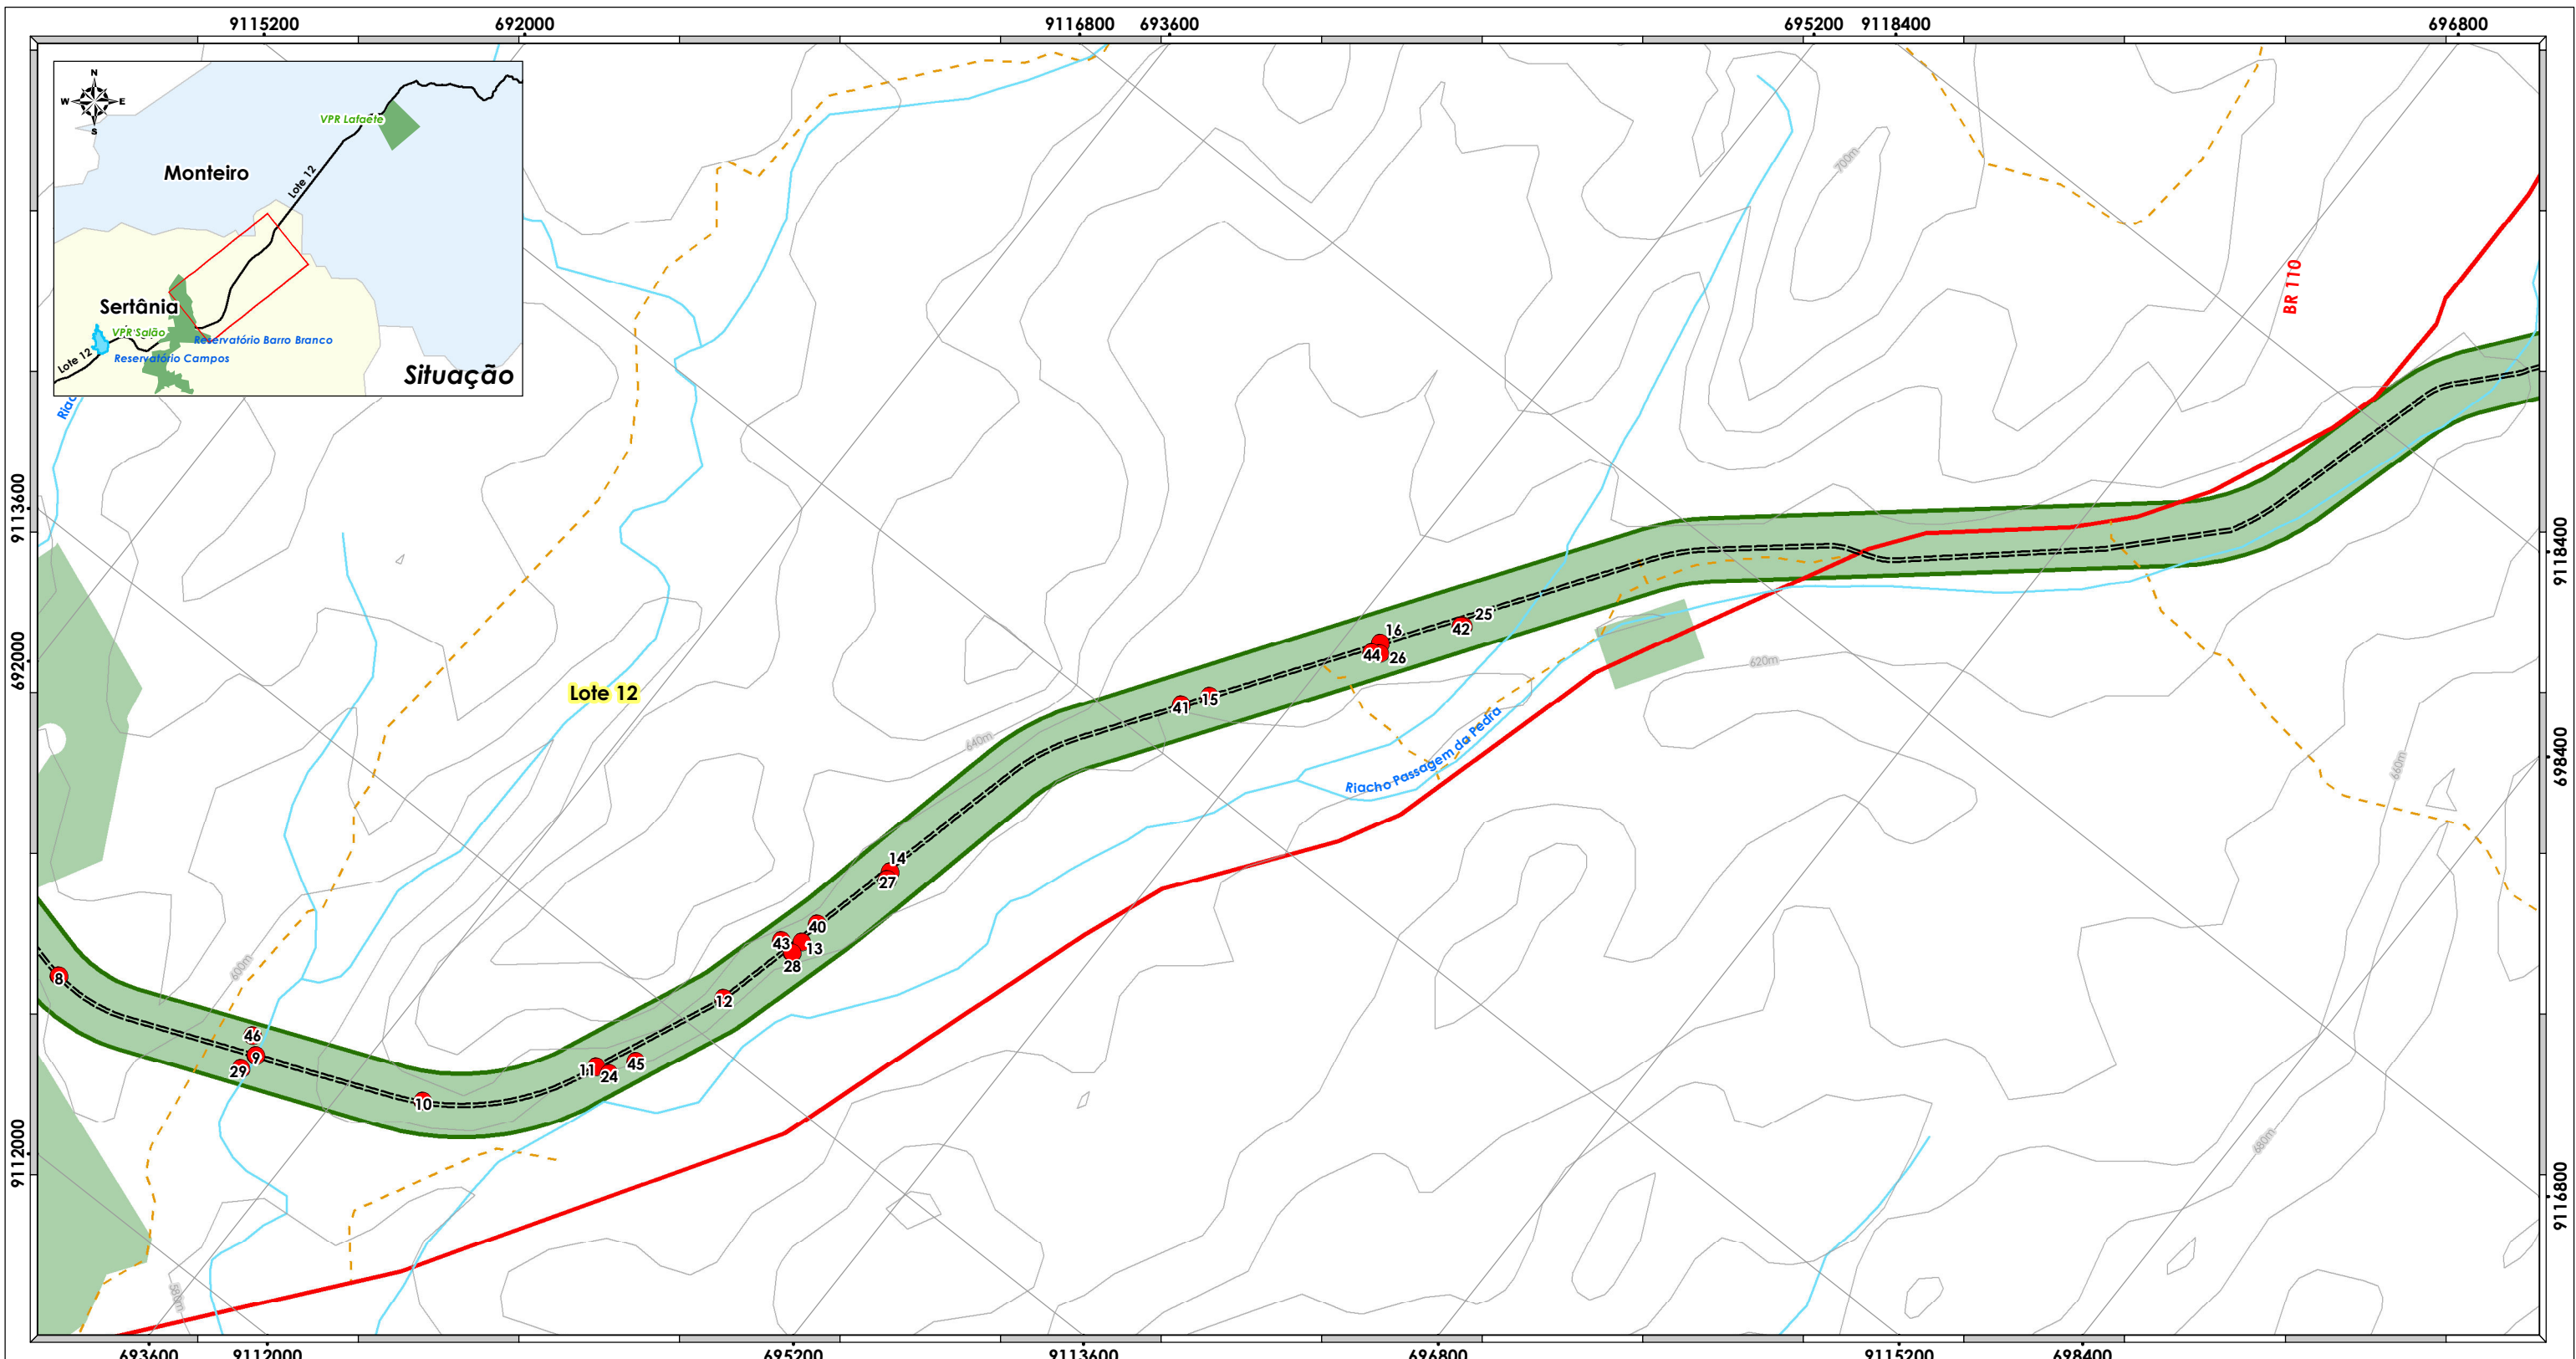 9115200 692000 9116800 693600 695200 9118400 696800
N
W E
S
VPR Lafaete
Monteiro
Lote 12
Sertânia
VPR Salão
Reservatório Barro Branco
Lote 12
Reservatório Campos
Situação
700m
BR 110
9113600
9118400
25
16
42
44 26
692000
620m
Lote 12
15
41
640m
Riacho Passagem da Pedra
698400
660m
14
27
40
43 13
28
600m
8
12
46
9
29
45
11 24
10
9112000
680m
9116800
580m
693600 9112000 695200 9113600 696800 9115200 698400